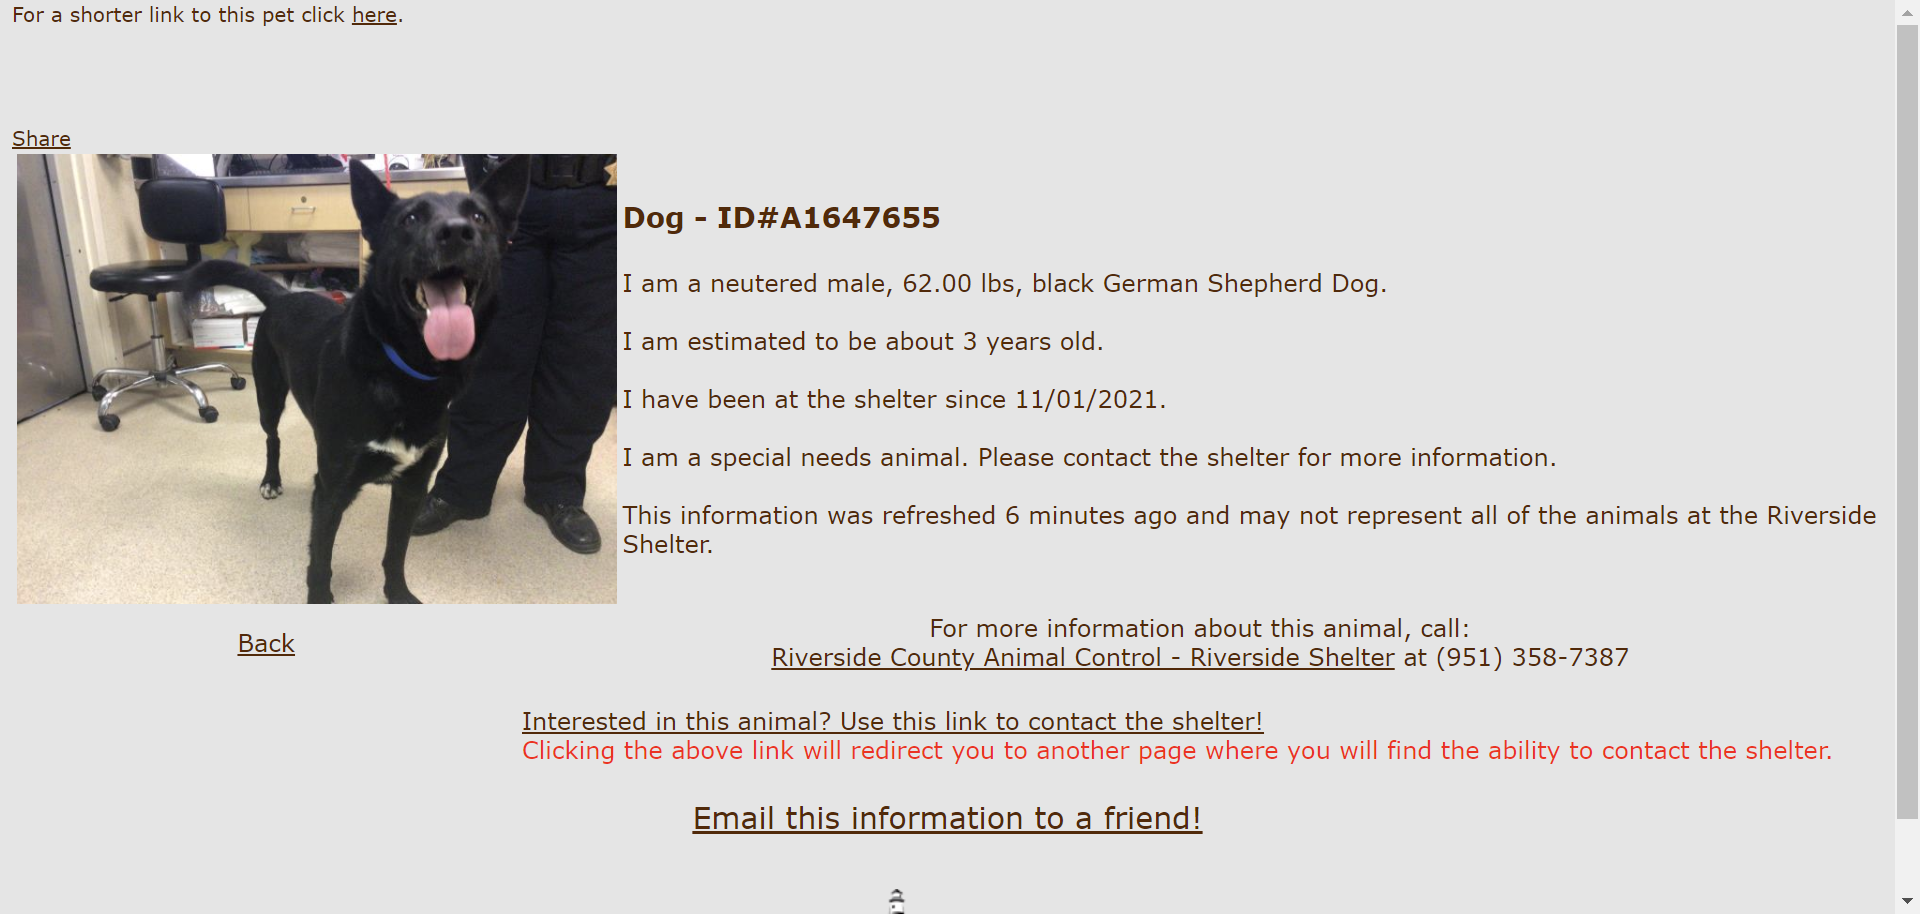 For a shorter link to this pet click here.
Share
Dog - ID#A1647655
I am a neutered male, 62.00 lbs, black German Shepherd Dog.
I am estimated to be about 3 years old.
I have been at the shelter since 11/01/2021.
I am a special needs animal. Please contact the shelter for more information.
This information was refreshed 6 minutes ago and may not represent all of the animals at the Riverside
Shelter.
Back
For more information about this animal, call:
Riverside County Animal Control - Riverside Shelter at (951) 358-7387
Interested in this animal? Use this link to contact the shelter!
Clicking the above link will redirect you to another page where you will find the ability to contact the shelter.
Email this information to a friend!